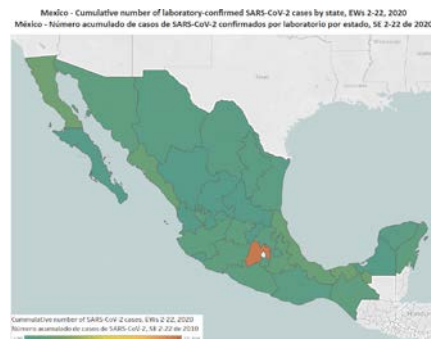 Mexico - Cumulative number of laboratory-confirmed SARS-CoV-2 cases by state, EWs 2-22, 2020
México - Número acumulado de casos de SARS-CoV-2 confirmados por laboratorio por estado, SE 2-22 de 2020
Cummulative number of SARS-CoV-2 cases, EWs 2-22, 2020
Número acumulado de casos de SARS-CoV-2, SE 2-22 de 2010